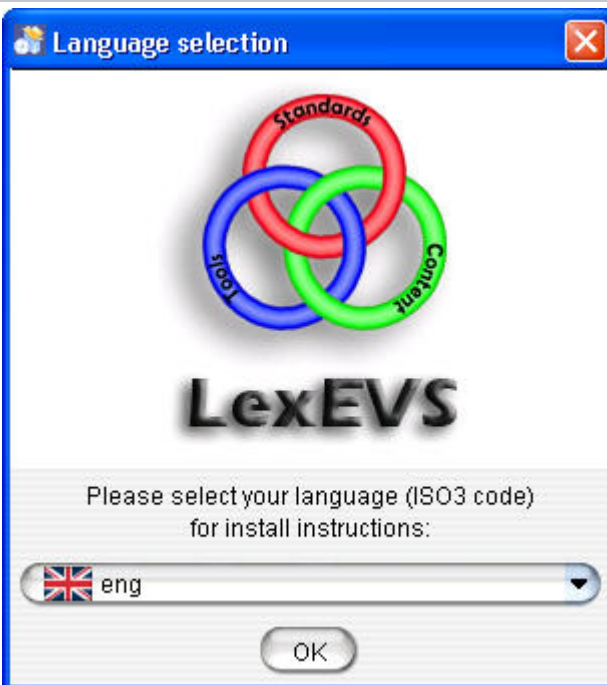 Language selection
Standards
Tools
Content
LexEVS
Please select your language (ISO3 code)
for install instructions:
eng
OK